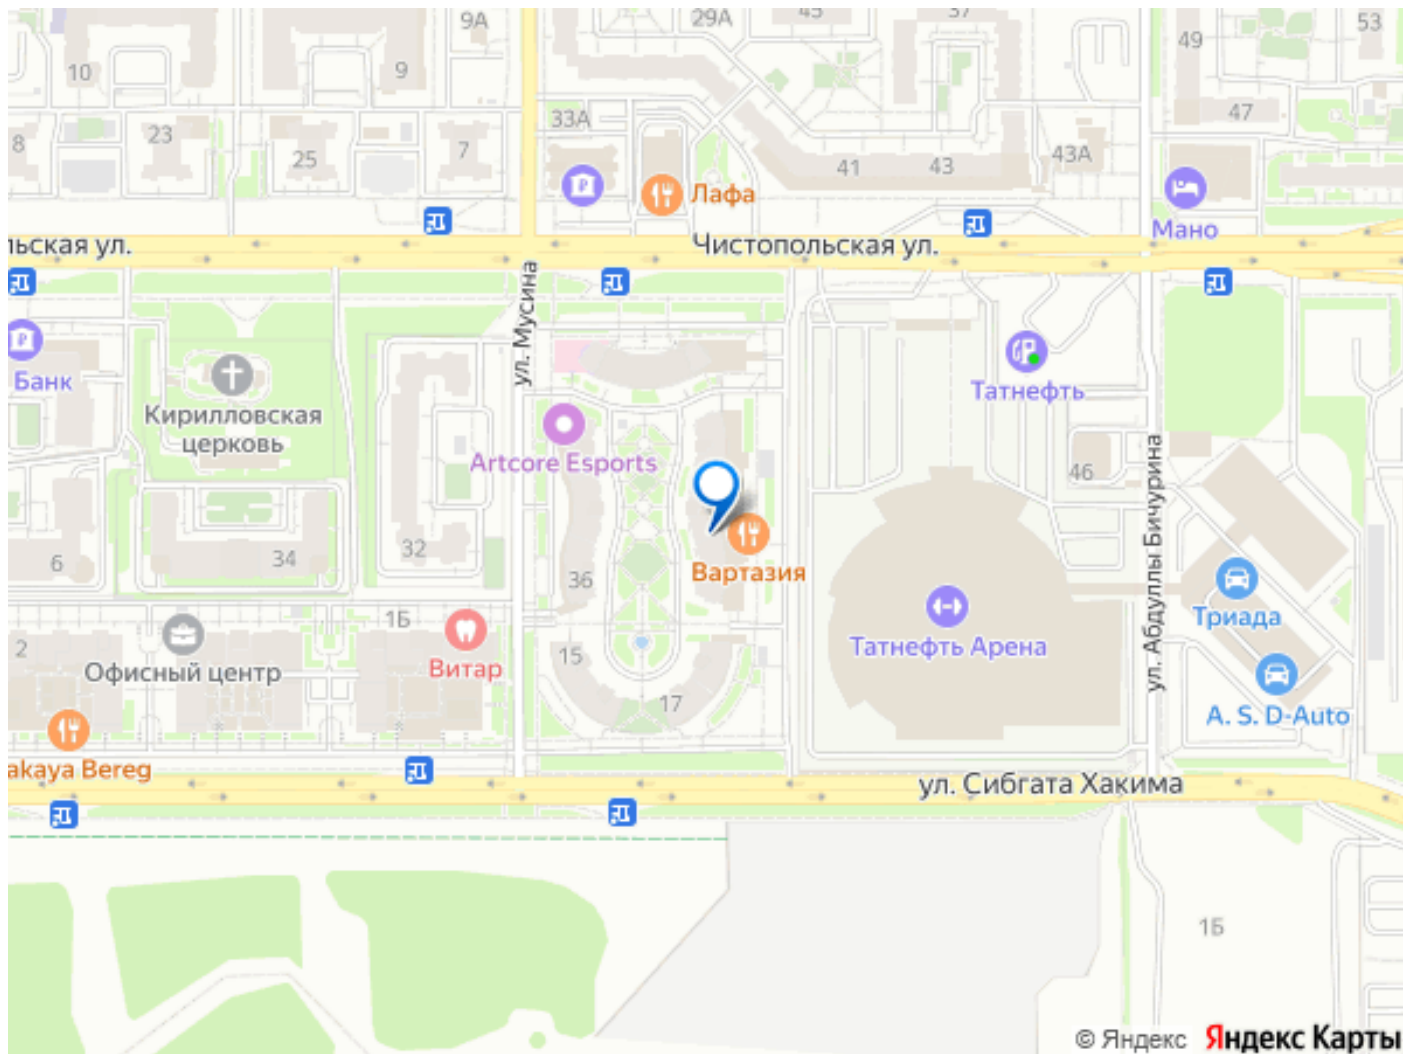 9А
29А
45
37
49
53
10
9
7
8
23
25
33А
41
43
43А
47
Лафа
Мано
льская ул.
Чистопольская ул.
ул. Мусина
Банк
Кирилловская
церковь
Татнефть
Artcore Esports
46
ул. Абдуллы Бичурина
6
34
32
36
Вартазия
Татнефть Арена
Триада
2
1Б
Офисный центр
Витар
15
17
A. S. D-Auto
akaya Bereg
ул. Сибгата Хакима
1Б
© Яндекс Яндекс Карты